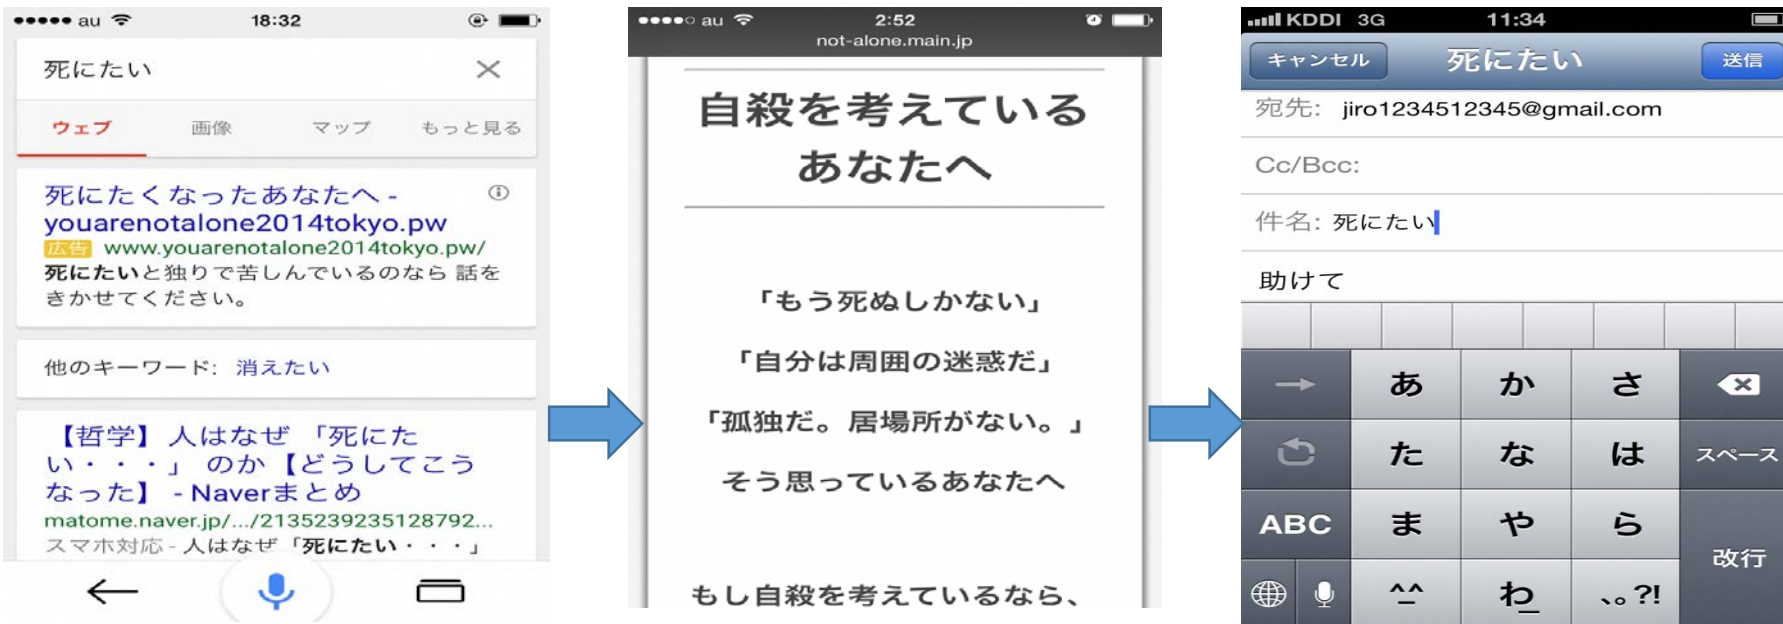 au 18:32
死にたい
ウェブ 画像 マップ もっと見る
死にたくなったあなたへ -
youarenotalone2014tokyo.pw
広告 www.youarenotalone2014tokyo.pw/
死にたいと独りで苦しんでいるのなら 話を
きかせてください。
他のキーワード: 消えたい
【哲学】人はなぜ 「死にた
い・・・」 のか【どうしてこう
なった】 - Naverまとめ
matome.naver.jp/.../2135239235128792...
スマホ対応 - 人はなぜ「死にたい・・・」
au 2:52
not-alone.main.jp
自殺を考えている
あなたへ
「もう死ぬしかない」
「自分は周囲の迷惑だ」
「孤独だ。居場所がない。」
そう思っているあなたへ
もし自殺を考えているなら、
KDDI 3G 11:34
キャンセル 死にたい 送信
宛先: jiro1234512345@gmail.com
Cc/Bcc:
件名: 死にたい
助けて
→ あ か さ
た な は スペース
ABC ま や ら
改行
^_^ わ_ 、。?!